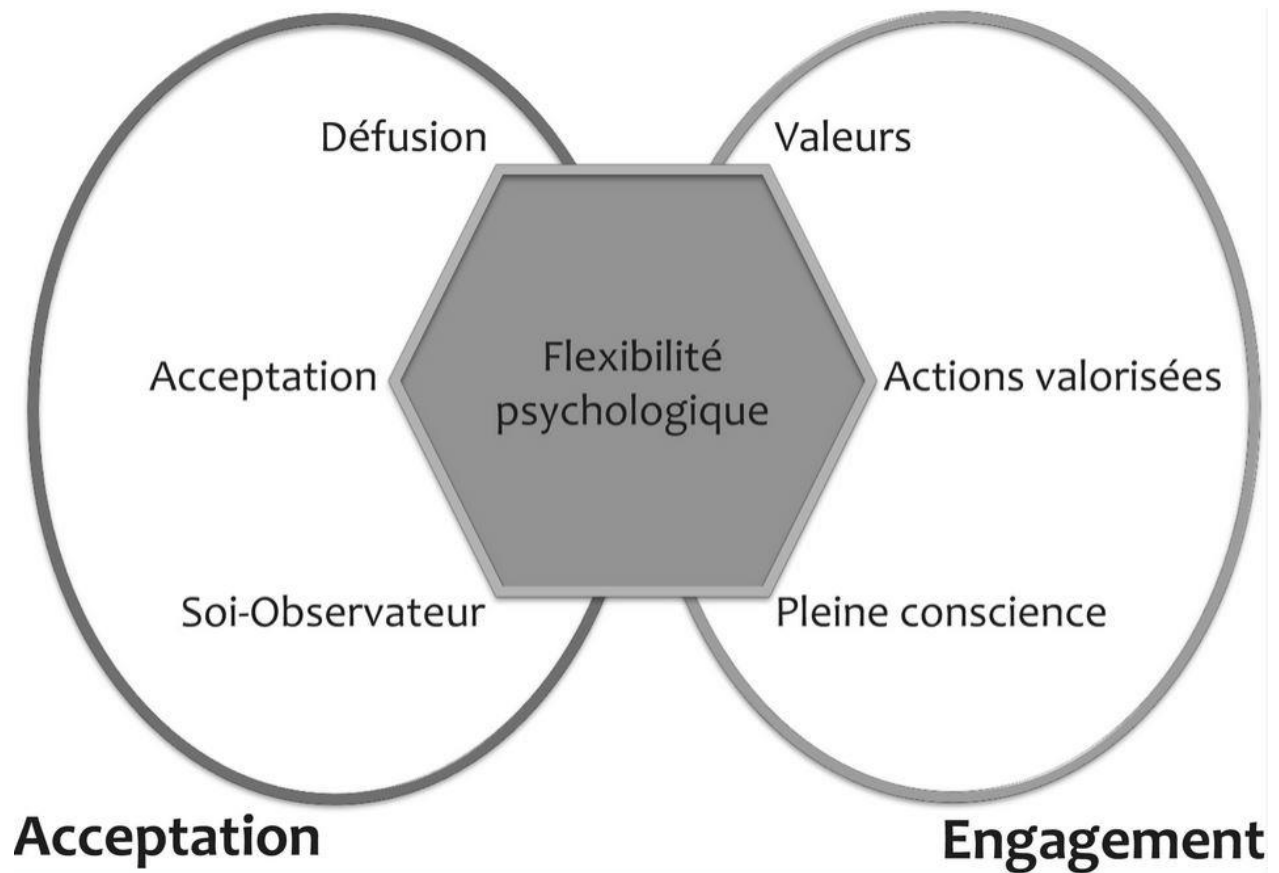 Défusion
Valeurs
Acceptation
Flexibilité
psychologique
Actions valorisées
Soi-Observateur
Pleine conscience
Acceptation
Engagement